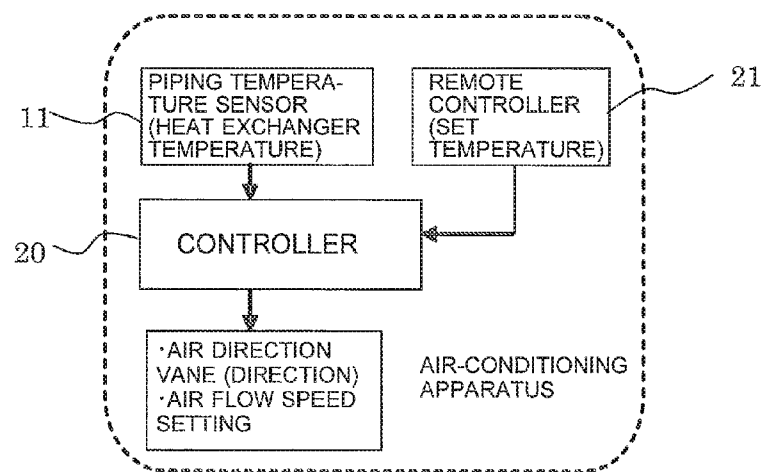 PIPING TEMPERA-
TURE SENSOR
(HEAT EXCHANGER
TEMPERATURE)
11
REMOTE
CONTROLLER
(SET
TEMPERATURE)
21
CONTROLLER
20
・AIR DIRECTION
VANE (DIRECTION)
・AIR FLOW SPEED
SETTING
AIR-CONDITIONING
APPARATUS